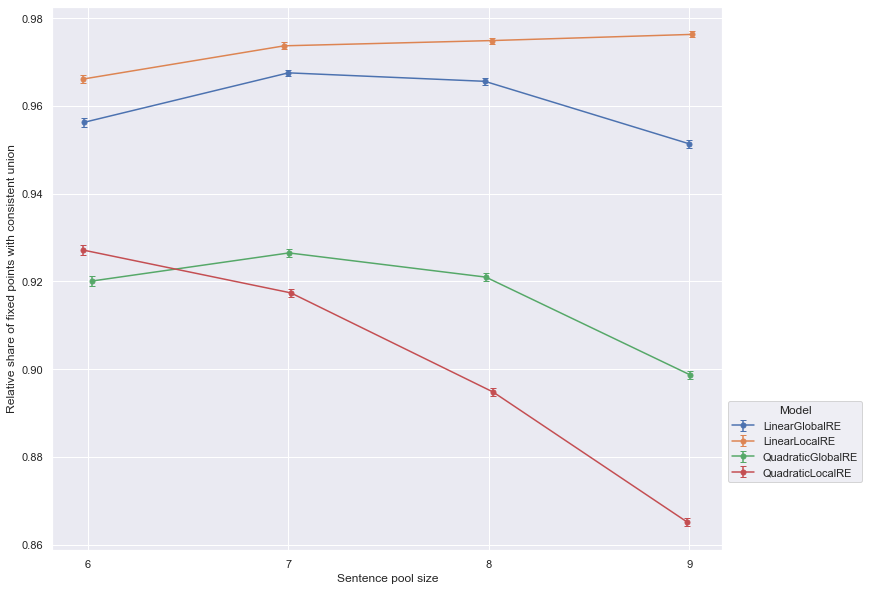 0.98
0.96
0.94
0.92
0.90
0.88
0.86
Relative share of fixed points with consistent union
6
7
8
9
Sentence pool size
Model
LinearGlobalRE
LinearLocalRE
QuadraticGlobalRE
QuadraticLocalRE